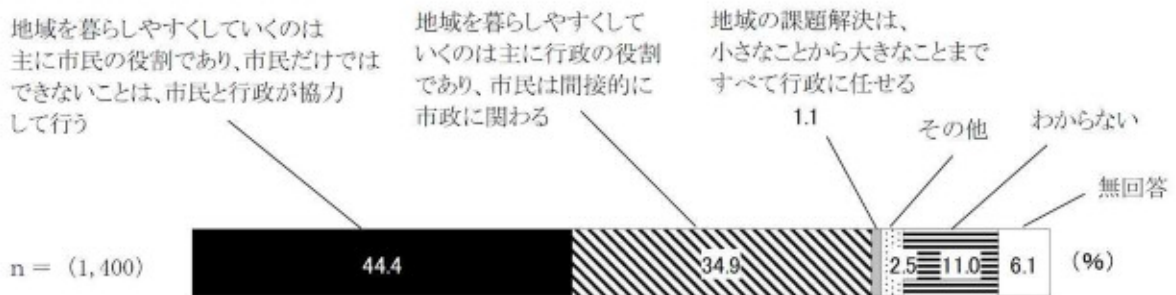 地域を暮らしやすくしていくのは
主に市民の役割であり、市民だけでは
できないことは、市民と行政が協力
して行う
地域を暮らしやすくして
いくのは主に行政の役割
であり、市民は間接的に
市政に関わる
地域の課題解決は、
小さなことから大きなことまで
すべて行政に任せる
1.1
その他
わからない
無回答
n = (1,400)
44.4
34.9
2.5
11.0
6.1
(%)